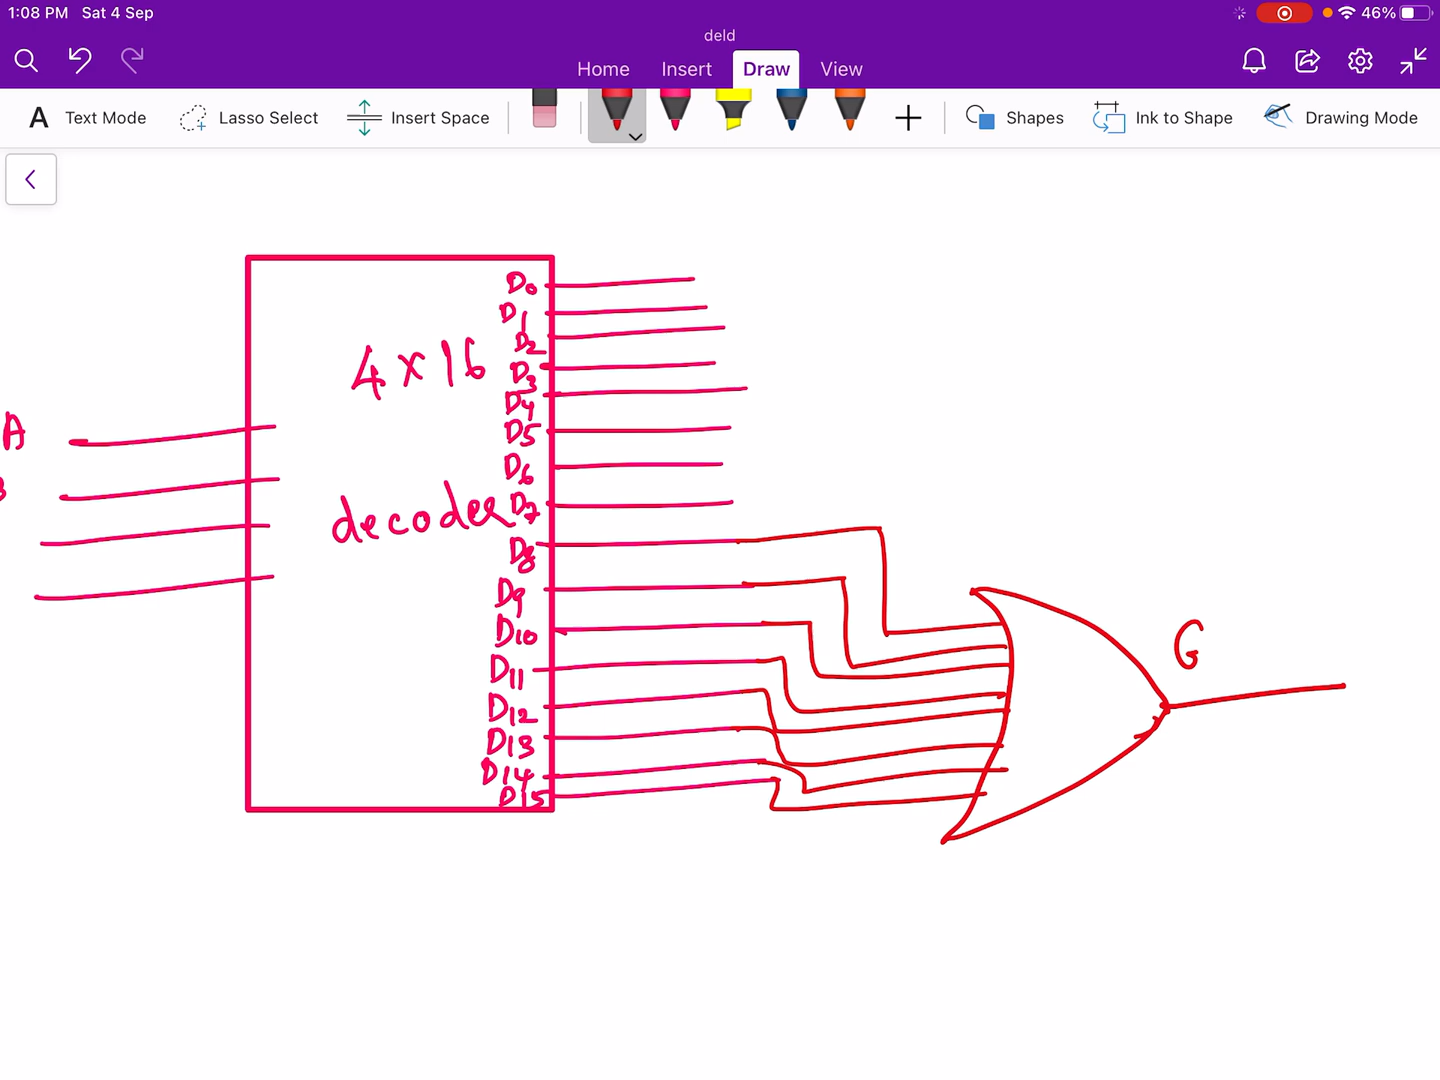 1:08 PM Sat 4 Sep
46%
deld
Home Insert Draw View
A Text Mode Lasso Select Insert Space Shapes Ink to Shape Drawing Mode
D0
D1
D2
4 x 16
D3
D4
A
D5
D6
B
decoder
D7
D8
D9
D10
G
D11
D12
D13
D14
D15